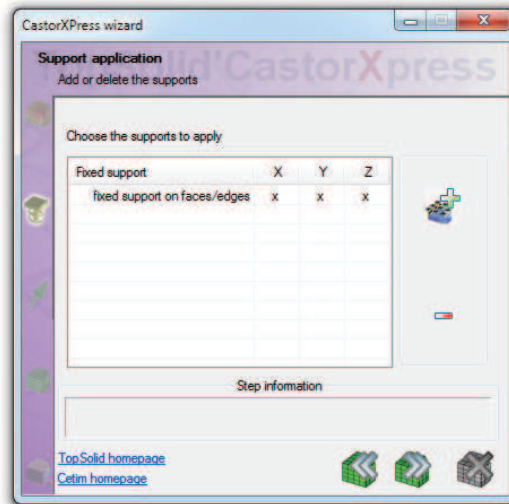 CastorXPress wizard
TopSolid'CastorXpress
Support application
Add or delete the supports
Choose the supports to apply
Fixed support X Y Z
fixed support on faces/edges x x x
Step information
TopSolid homepage
Cetim homepage